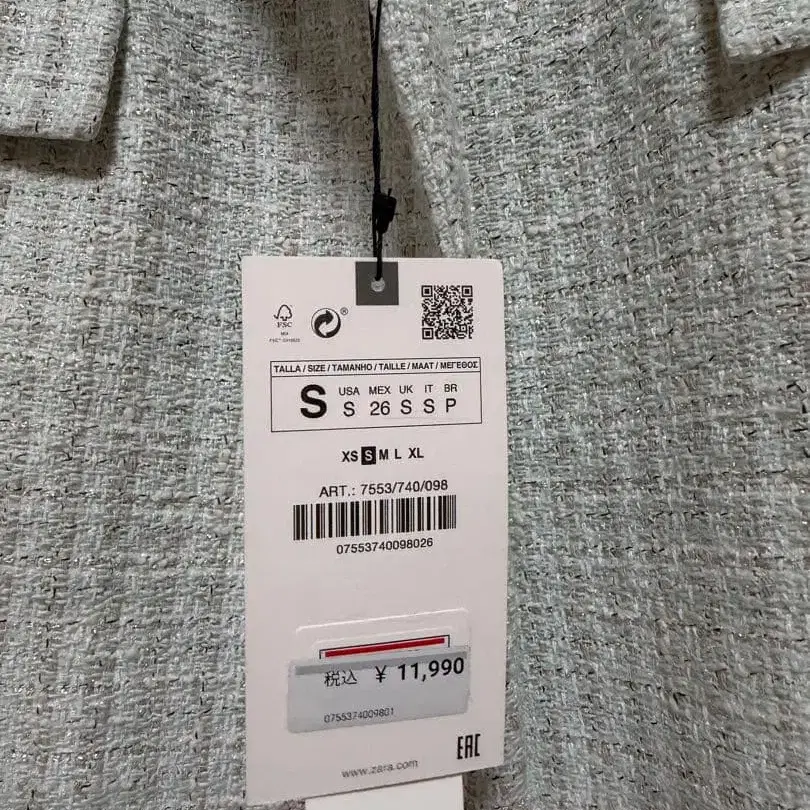 FSC
MIX
®
TALLA / SIZE / TAMANHO / TAILLE / MAAT / ΜΕΓΕΘΟΣ
S
USA MEX UK IT BR
S 26 S S P
XS S M L XL
ART.: 7553/740/098
07553740098026
税込 ¥ 11,990
0755374009801
EAC
www.zara.com